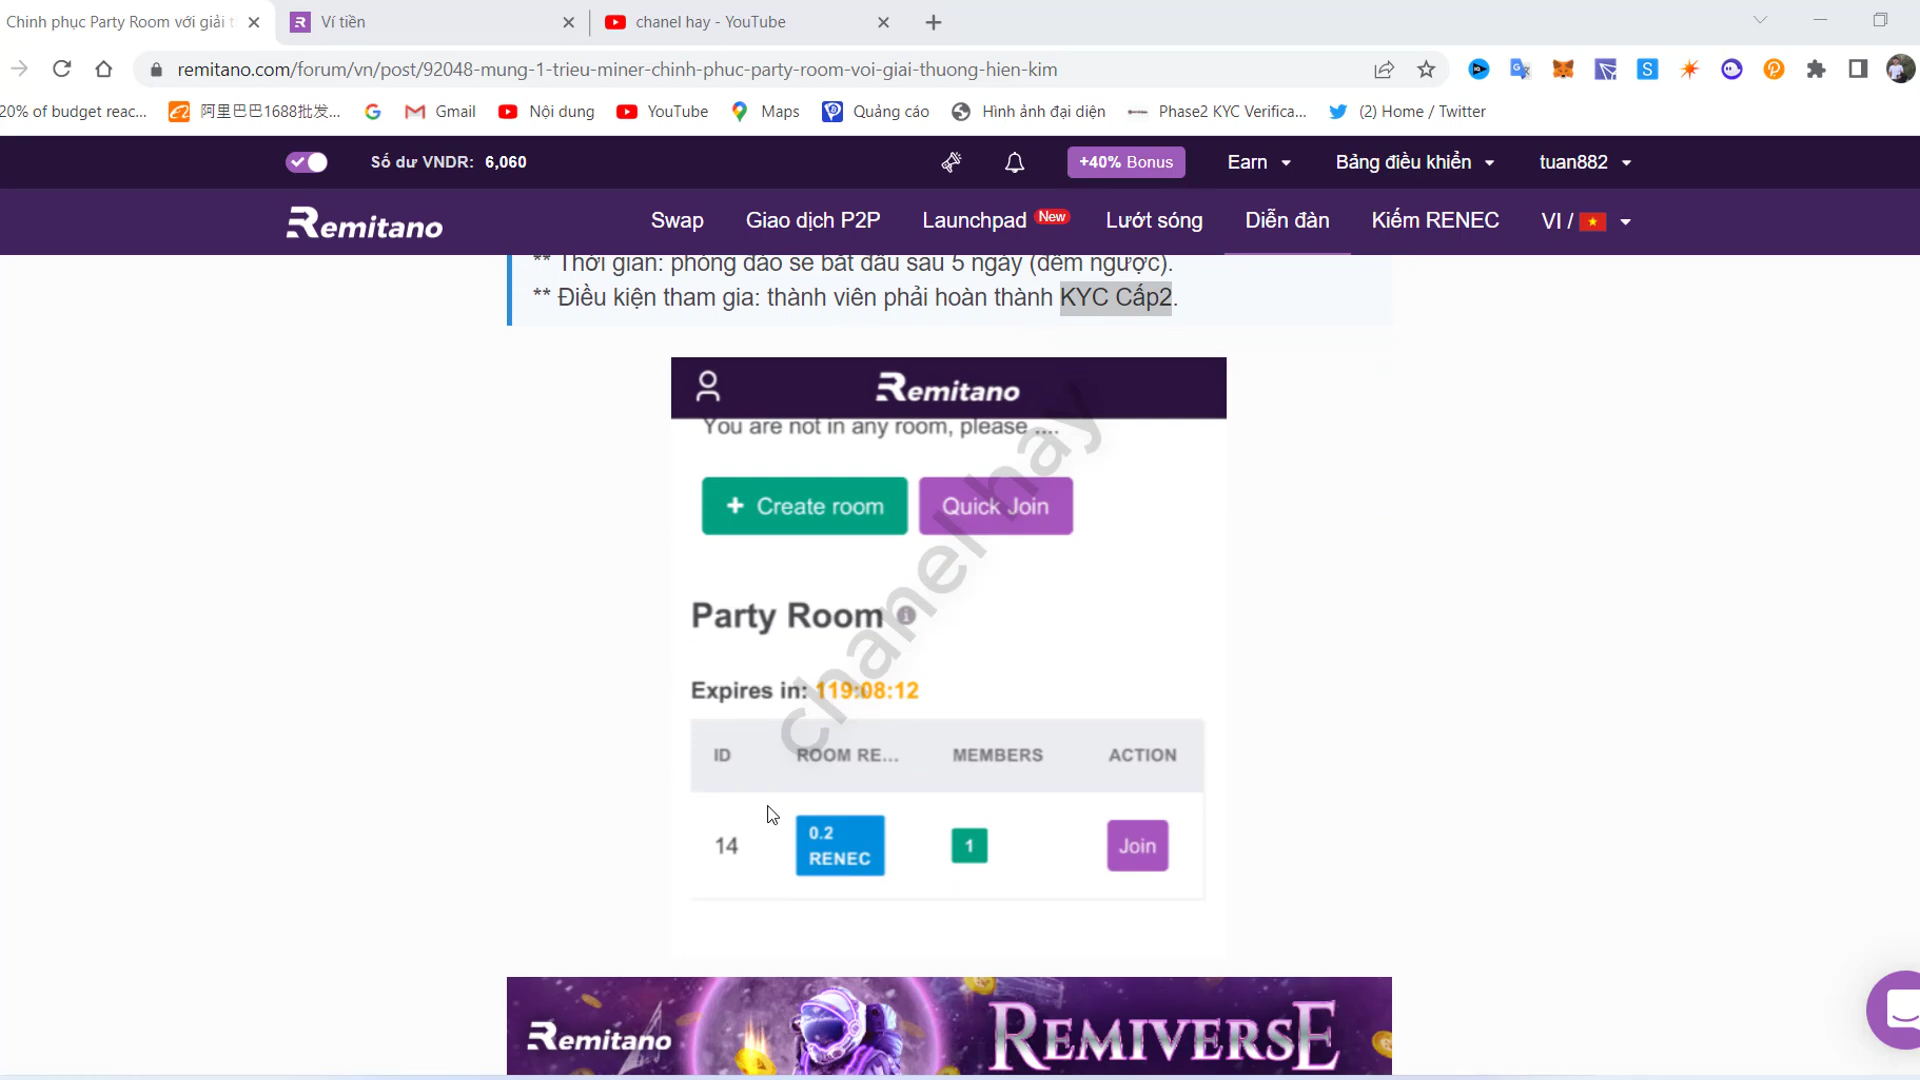 Chinh phục Party Room với giải t
Ví tiền
chanel hay - YouTube
remitano.com/forum/vn/post/92048-mung-1-trieu-miner-chinh-phuc-party-room-voi-giai-thuong-hien-kim
20% of budget reac...
阿里巴巴1688批发...
Gmail
Nội dung
YouTube
Maps
Quảng cáo
Hình ảnh đại diện
Phase2 KYC Verifica...
(2) Home / Twitter
Số dư VNDR: 6,060
+40% Bonus
Earn
Bảng điều khiển
tuan882
Remitano
Swap
Giao dịch P2P
Launchpad New
Lướt sóng
Diễn đàn
Kiếm RENEC
VI /
** Thời gian: phòng đào sẽ bắt đầu sau 5 ngày (đếm ngược).
** Điều kiện tham gia: thành viên phải hoàn thành KYC Cấp2.
Remitano
You are not in any room, please ....
+ Create room
Quick Join
Party Room
Expires in: 119:08:12
ID ROOM RE... MEMBERS ACTION
14 0.2 RENEC 1 Join
chanel hay
Remitano
REMIVERSE